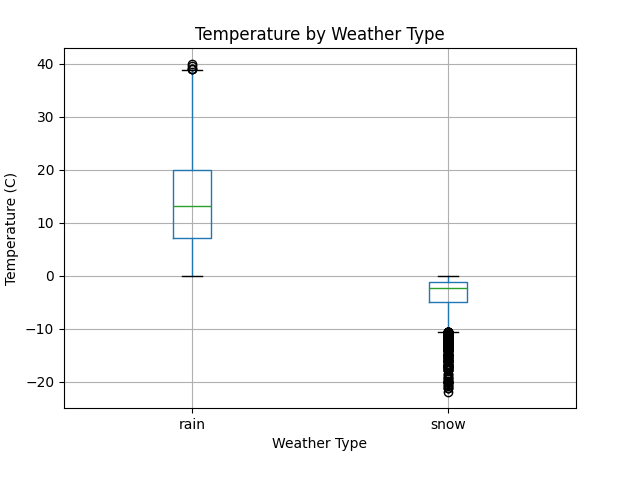 Temperature by Weather Type
40
30
20
10
0
−10
−20
Temperature (C)
rain snow
Weather Type